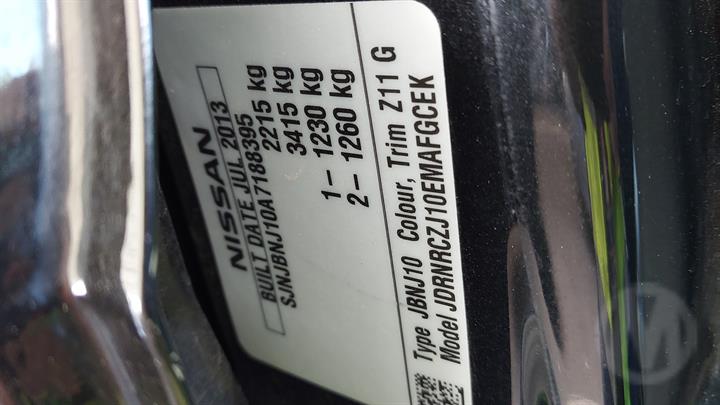 NISSAN
BUILT DATE JUL 2013
SJNJBNJ10A7188395
2215 kg
3415 kg
1– 1230 kg
2– 1260 kg
Type JBNJ10 Colour, Trim Z11 G
Model JDRNRCZJ10EMAFGCEK